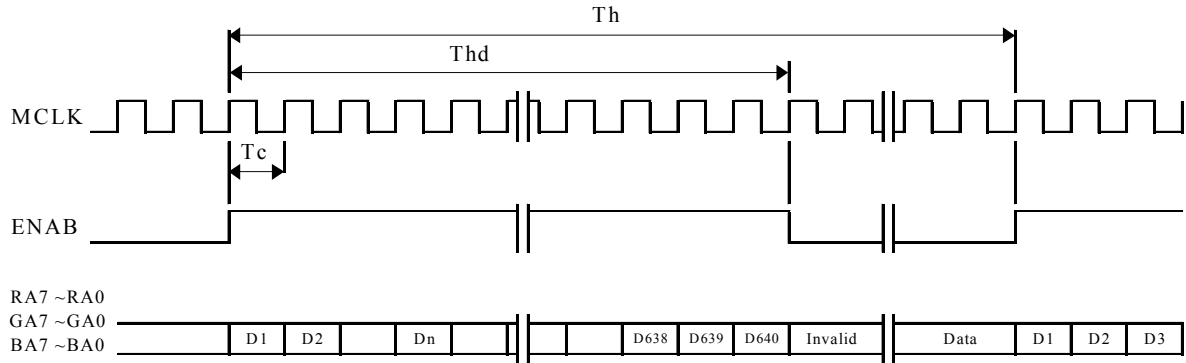 Th
Thd
MCLK
Tc
ENAB
RA7 ~RA0
GA7 ~GA0
BA7 ~BA0
D1 D2 Dn D638 D639 D640 Invalid Data D1 D2 D3